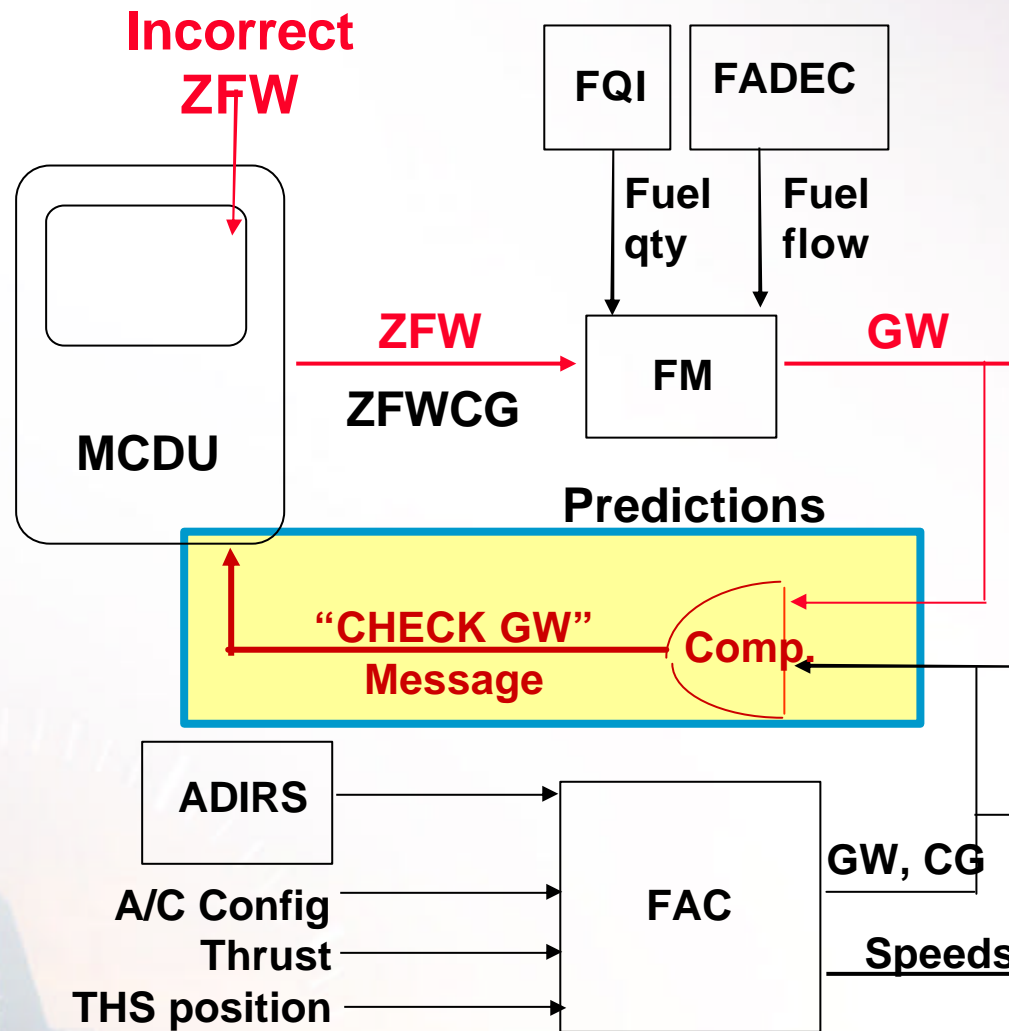 Incorrect
ZFW
FQI
FADEC
Fuel
qty
Fuel
flow
ZFW
ZFWCG
FM
GW
MCDU
Predictions
“CHECK GW”
Message
Comp.
ADIRS
A/C Config
Thrust
THS position
FAC
GW, CG
Speeds